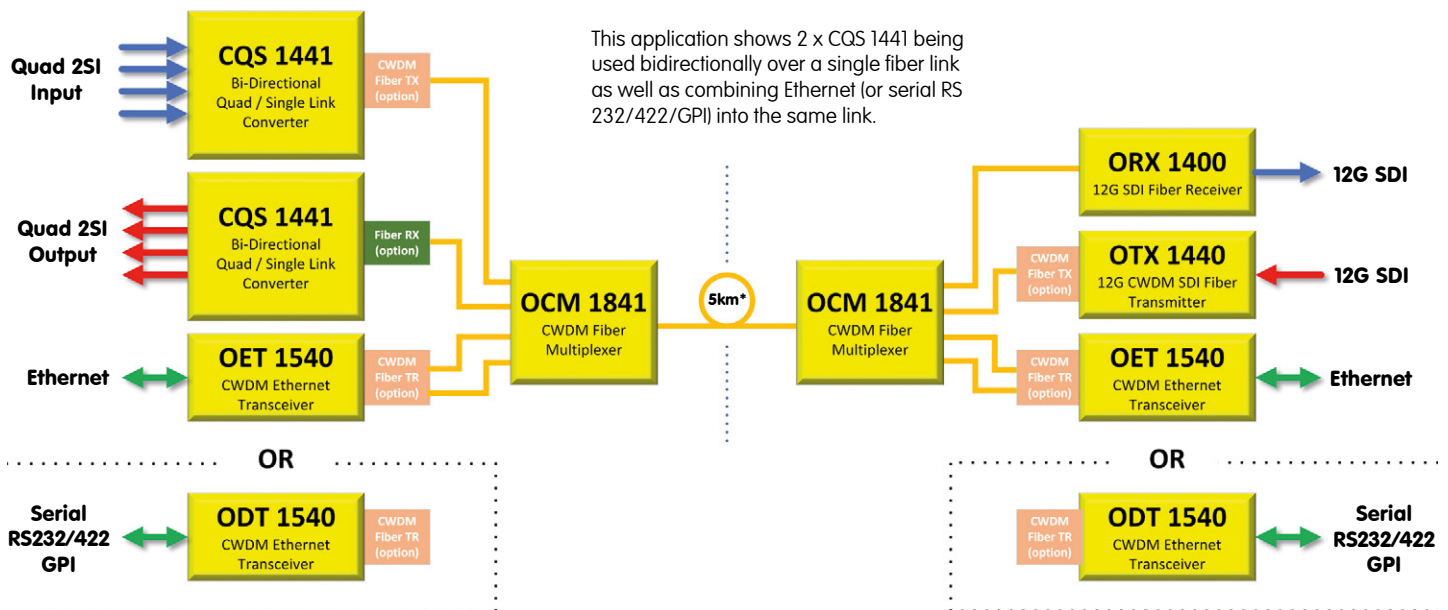 This application shows 2 x CQS 1441 being
used bidirectionally over a single fiber link
as well as combining Ethernet (or serial RS
232/422/GPI) into the same link.
Quad 2SI
Input
CQS 1441
Bi-Directional
Quad / Single Link
Converter
CWDM
Fiber TX
(option)
Quad 2SI
Output
CQS 1441
Bi-Directional
Quad / Single Link
Converter
Fiber RX
(option)
Ethernet
OET 1540
CWDM Ethernet
Transceiver
CWDM
Fiber TR
(option)
OCM 1841
CWDM Fiber
Multiplexer
5km*
OCM 1841
CWDM Fiber
Multiplexer
ORX 1400
12G SDI Fiber Receiver
12G SDI
CWDM
Fiber TX
(option)
OTX 1440
12G CWDM SDI Fiber
Transmitter
12G SDI
CWDM
Fiber TR
(option)
OET 1540
CWDM Ethernet
Transceiver
Ethernet
OR
Serial
RS232/422
GPI
ODT 1540
CWDM Ethernet
Transceiver
CWDM
Fiber TR
(option)
OR
CWDM
Fiber TR
(option)
ODT 1540
CWDM Ethernet
Transceiver
Serial
RS232/422
GPI